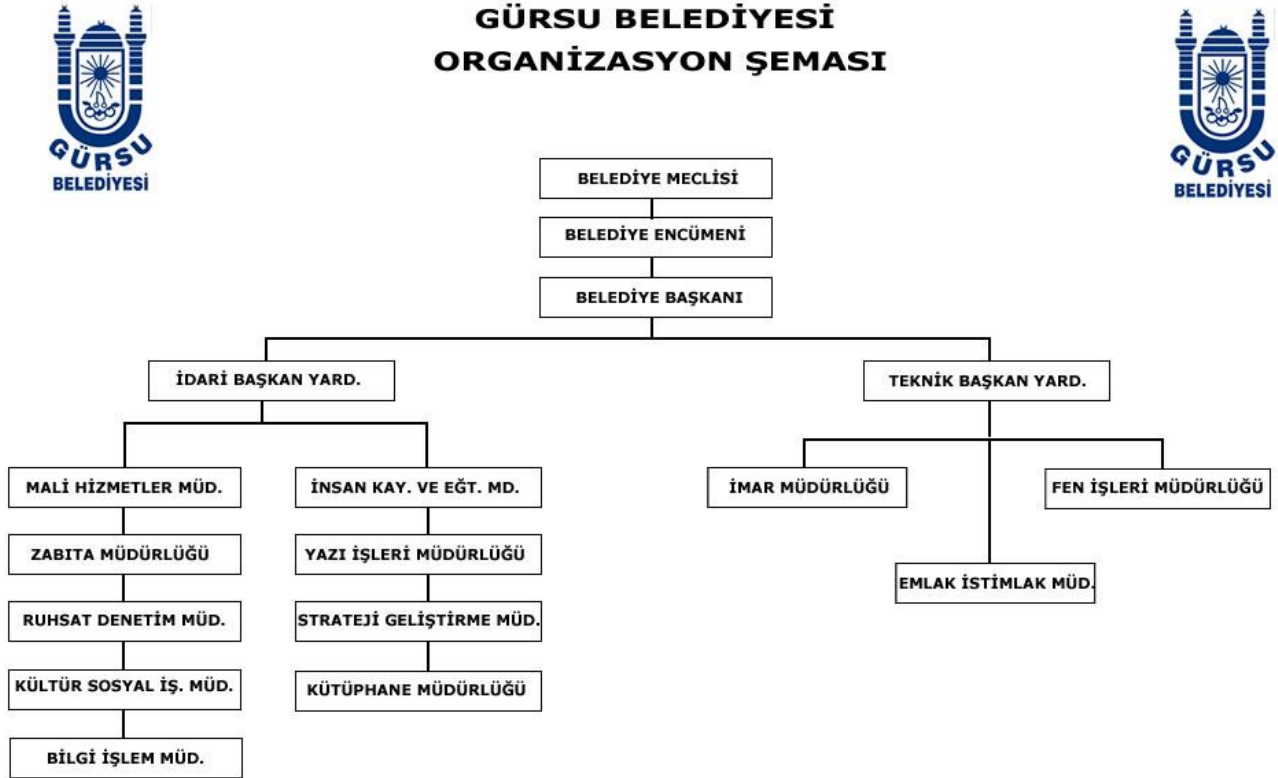 GÜRSU BELEDİYESİ
ORGANİZASYON ŞEMASI
GÜRSU
BELEDİYESİ
GÜRSU
BELEDİYESİ
BELEDİYE MECLİSİ
BELEDİYE ENCÜMENİ
BELEDİYE BAŞKANI
İDARİ BAŞKAN YARD.
TEKNİK BAŞKAN YARD.
MALİ HİZMETLER MÜD.
İNSAN KAY. VE EĞT. MD.
İMAR MÜDÜRLÜĞÜ
FEN İŞLERİ MÜDÜRLÜĞÜ
ZABITA MÜDÜRLÜĞÜ
YAZI İŞLERİ MÜDÜRLÜĞÜ
EMLAK İSTİMLAK MÜD.
RUHSAT DENETİM MÜD.
STRATEJİ GELİŞTİRME MÜD.
KÜLTÜR SOSYAL İŞ. MÜD.
KÜTÜPHANE MÜDÜRLÜĞÜ
BİLGİ İŞLEM MÜD.